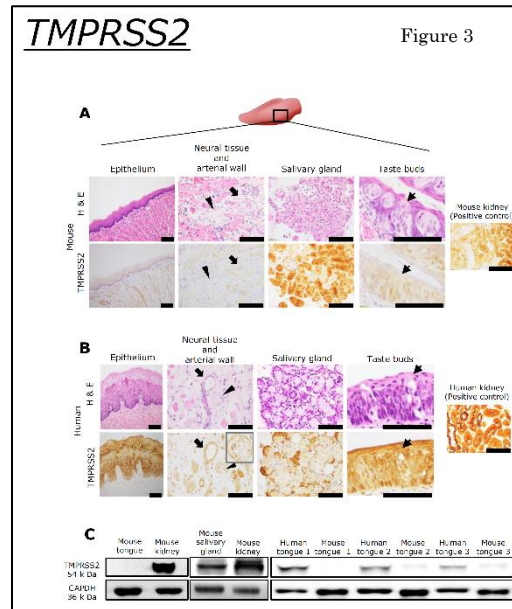 TMPRSS2
Figure 3
A
Epithelium
Neural tissue
and
arterial wall
Salivary gland
Taste buds
Mouse
H & E
TMPRSS2
Mouse kidney
(Positive control)
B
Epithelium
Neural tissue
and
arterial wall
Salivary gland
Taste buds
Human
H & E
TMPRSS2
Human kidney
(Positive control)
C
Mouse tongue
Mouse kidney
Mouse salivary gland
Mouse kidney
Human tongue 1
Mouse tongue 1
Human tongue 2
Mouse tongue 2
Human tongue 3
Mouse tongue 3
TMPRSS2
54 k Da
GAPDH
36 k Da